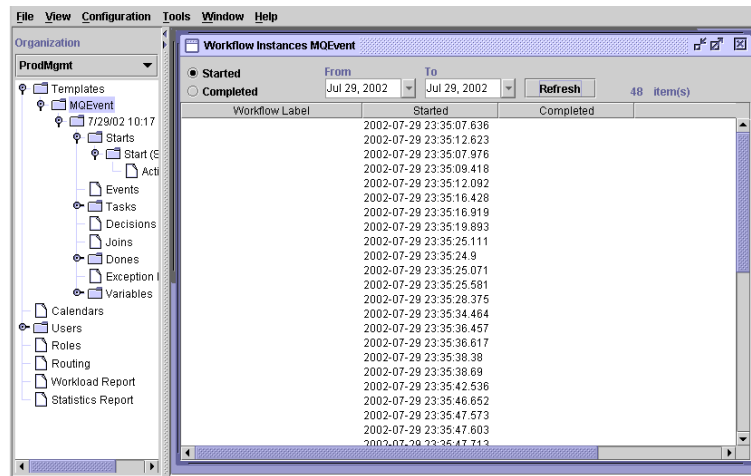 File View Configuration Tools Window Help
Organization
ProdMgmt
Templates
MQEvent
7/29/02 10:17
Starts
Start (S
Acti
Events
Tasks
Decisions
Joins
Dones
Exception
Variables
Calendars
Users
Roles
Routing
Workload Report
Statistics Report
Workflow Instances MQEvent
Started
Completed
From
Jul 29, 2002
To
Jul 29, 2002
Refresh
48 item(s)
Workflow Label Started Completed
2002-07-29 23:35:07.636
2002-07-29 23:35:12.623
2002-07-29 23:35:07.976
2002-07-29 23:35:09.418
2002-07-29 23:35:12.092
2002-07-29 23:35:16.428
2002-07-29 23:35:16.919
2002-07-29 23:35:19.893
2002-07-29 23:35:25.111
2002-07-29 23:35:24.9
2002-07-29 23:35:25.071
2002-07-29 23:35:25.581
2002-07-29 23:35:28.375
2002-07-29 23:35:34.464
2002-07-29 23:35:36.457
2002-07-29 23:35:36.617
2002-07-29 23:35:38.38
2002-07-29 23:35:38.69
2002-07-29 23:35:42.536
2002-07-29 23:35:46.652
2002-07-29 23:35:47.573
2002-07-29 23:35:47.603
2002-07-29 23:35:47.713